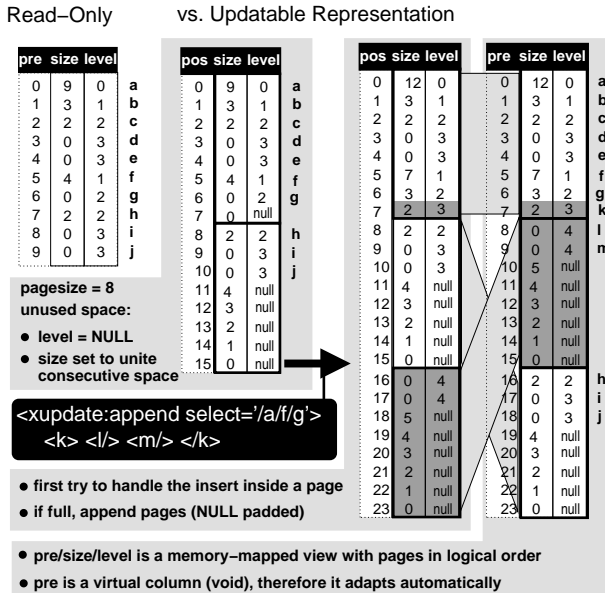 Read–Only
vs. Updatable Representation
pre size level
0 9 0 a
1 3 1 b
2 2 2 c
3 0 3 d
4 0 3 e
5 4 1 f
6 0 2 g
7 2 2 h
8 0 3 i
9 0 3 j
pos size level
0 9 0 a
1 3 1 b
2 2 2 c
3 0 3 d
4 0 3 e
5 4 1 f
6 0 2 g
7 0 null
8 2 2 h
9 0 3 i
10 0 3 j
11 4 null
12 3 null
13 2 null
14 1 null
15 0 null
pos size level
0 12 0
1 3 1
2 2 2
3 0 3
4 0 3
5 7 1
6 3 2
7 2 3
8 2 2
9 0 3
10 0 3
11 4 null
12 3 null
13 2 null
14 1 null
15 0 null
16 0 4
17 0 4
18 5 null
19 4 null
20 3 null
21 2 null
22 1 null
23 0 null
pre size level
0 12 0 a
1 3 1 b
2 2 2 c
3 0 3 d
4 0 3 e
5 7 1 f
6 3 2 g
7 2 3 k
8 0 4 l
9 0 4 m
10 5 null
11 4 null
12 3 null
13 2 null
14 1 null
15 0 null
16 2 2 h
17 0 3 i
18 0 3 j
19 4 null
20 3 null
21 2 null
22 1 null
23 0 null
pagesize = 8
unused space:
• level = NULL
• size set to unite
consecutive space
<xupdate:append select='/a/f/g'>
<k> <l/> <m/> </k>
• first try to handle the insert inside a page
• if full, append pages (NULL padded)
• pre/size/level is a memory–mapped view with pages in logical order
• pre is a virtual column (void), therefore it adapts automatically